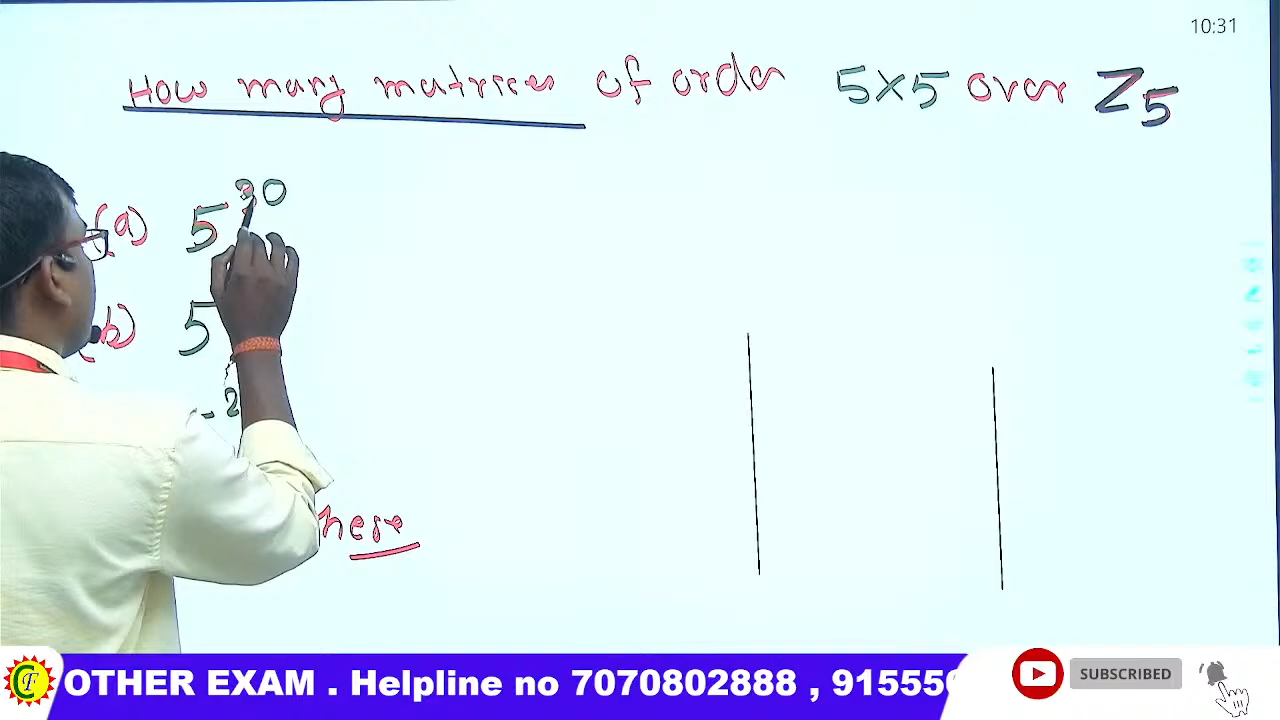 10:31
How many matrices of order 5×5 over Z5
(a) 5^30
(b) 5
2
here
OTHER EXAM . Helpline no 7070802888 , 91555
SUBSCRIBED